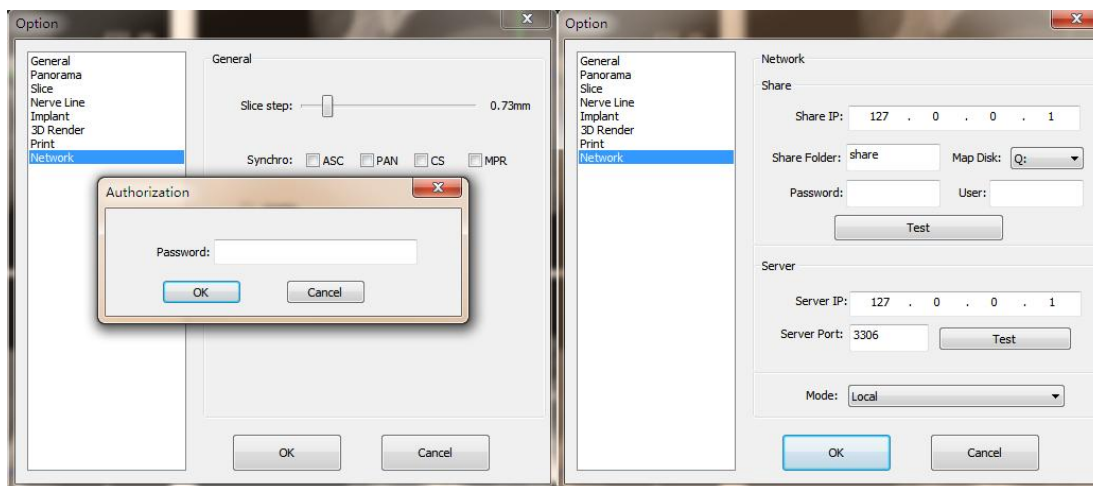 Option
General
Panorama
Slice
Nerve Line
Implant
3D Render
Print
Network
General
Slice step: 0.73mm
Synchro: ASC PAN CS MPR
Authorization
Password:
OK Cancel
OK Cancel
Option
General
Panorama
Slice
Nerve Line
Implant
3D Render
Print
Network
Network
Share
Share IP: 127 . 0 . 0 . 1
Share Folder: share Map Disk: Q:
Password: User:
Test
Server
Server IP: 127 . 0 . 0 . 1
Server Port: 3306 Test
Mode: Local
OK Cancel